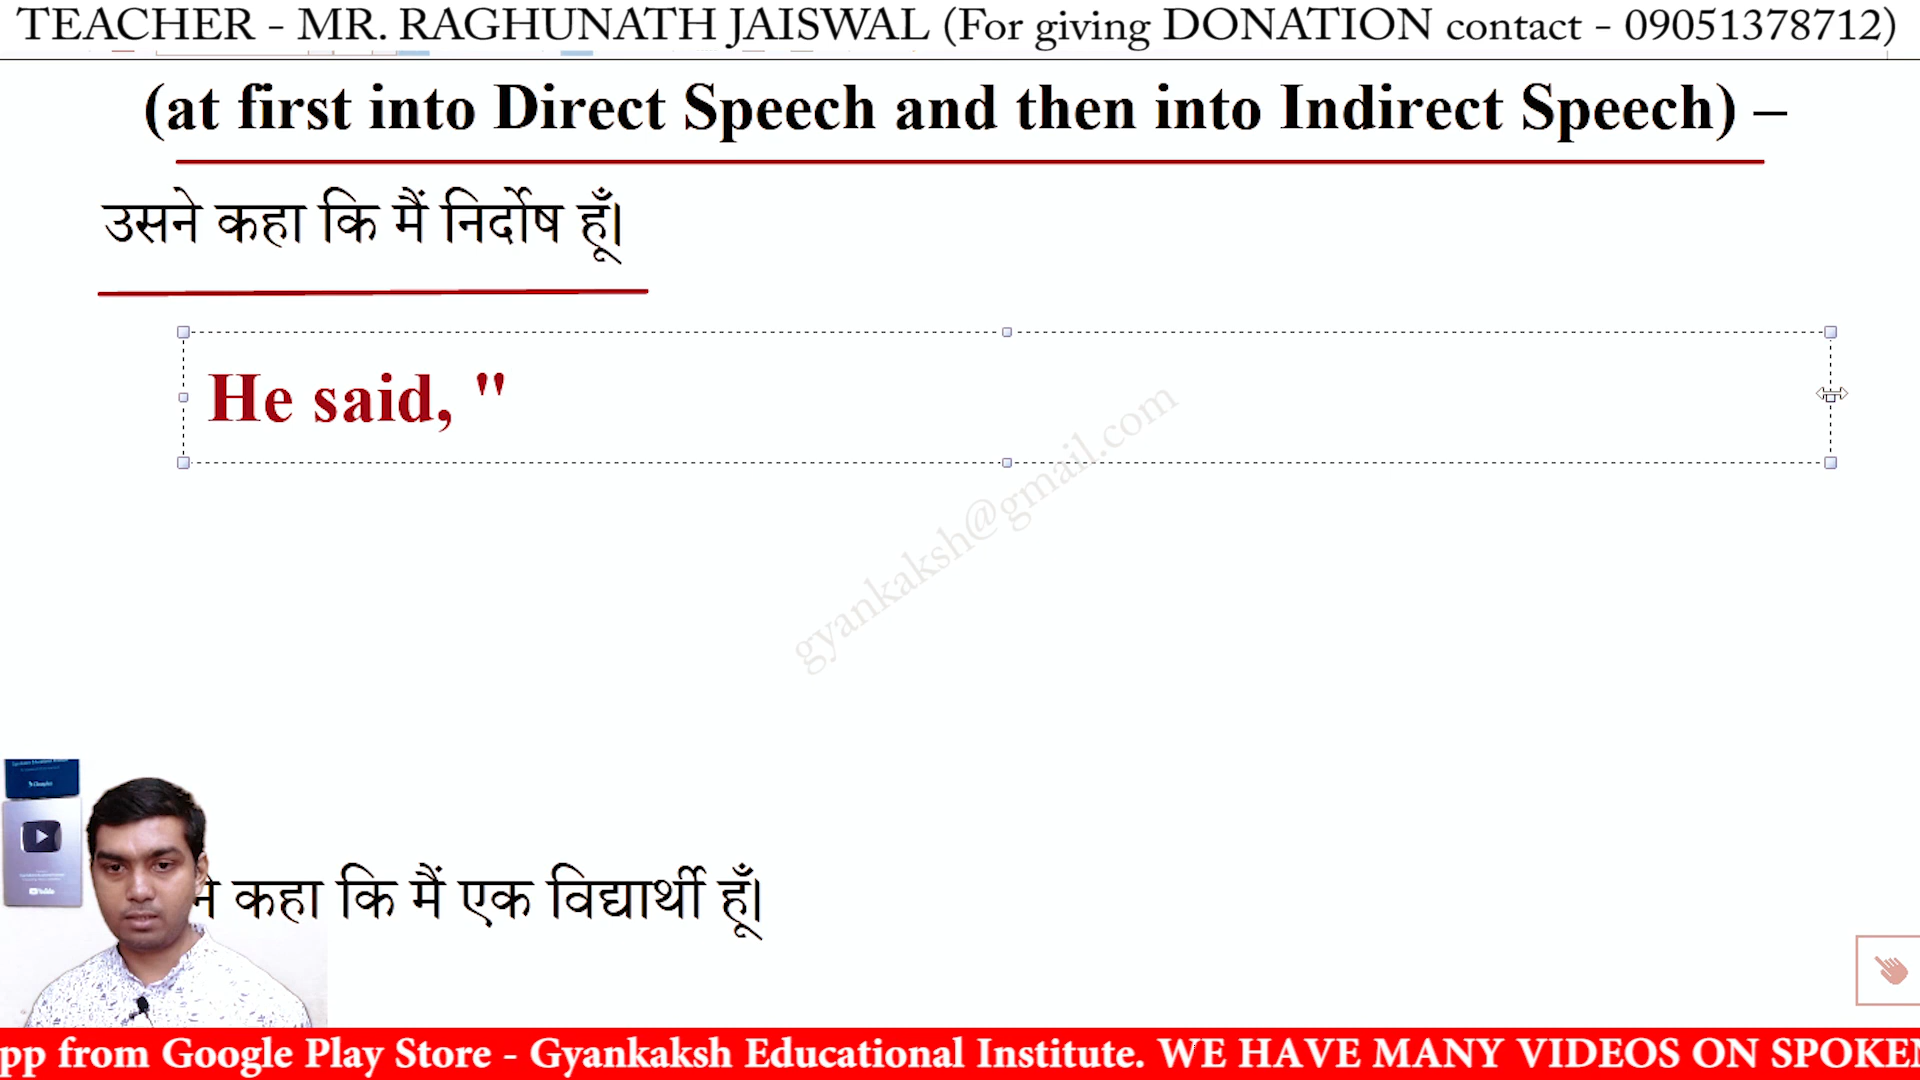 TEACHER - MR. RAGHUNATH JAISWAL (For giving DONATION contact - 09051378712)
(at first into Direct Speech and then into Indirect Speech) –
उसने कहा कि मैं निर्दोष हूँ।
He said, "
gyankaksh@gmail.com
कहा कि मैं एक विद्यार्थी हूँ।
YouTube
pp from Google Play Store - Gyankaksh Educational Institute. WE HAVE MANY VIDEOS ON SPOKEN